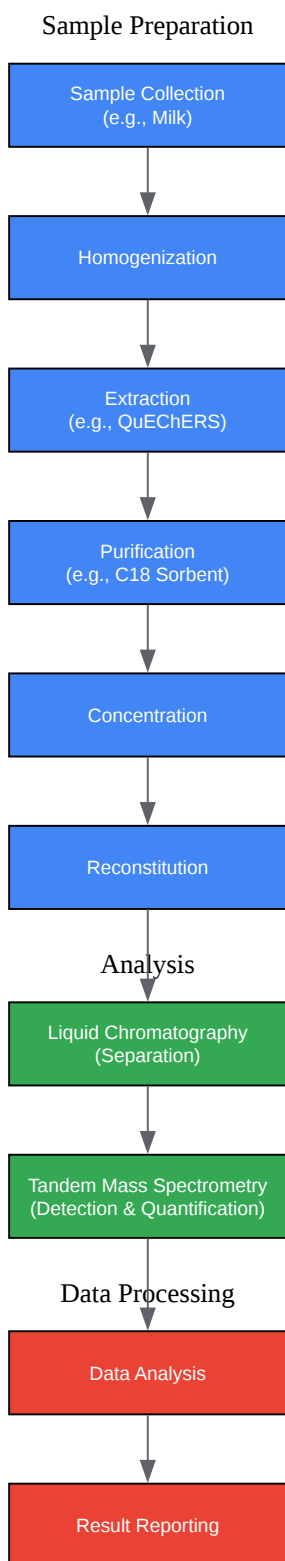 Sample Preparation
Sample Collection
(e.g., Milk)
Homogenization
Extraction
(e.g., QuEChERS)
Purification
(e.g., C18 Sorbent)
Concentration
Reconstitution
Analysis
Liquid Chromatography
(Separation)
Tandem Mass Spectrometry
(Detection & Quantification)
Data Processing
Data Analysis
Result Reporting